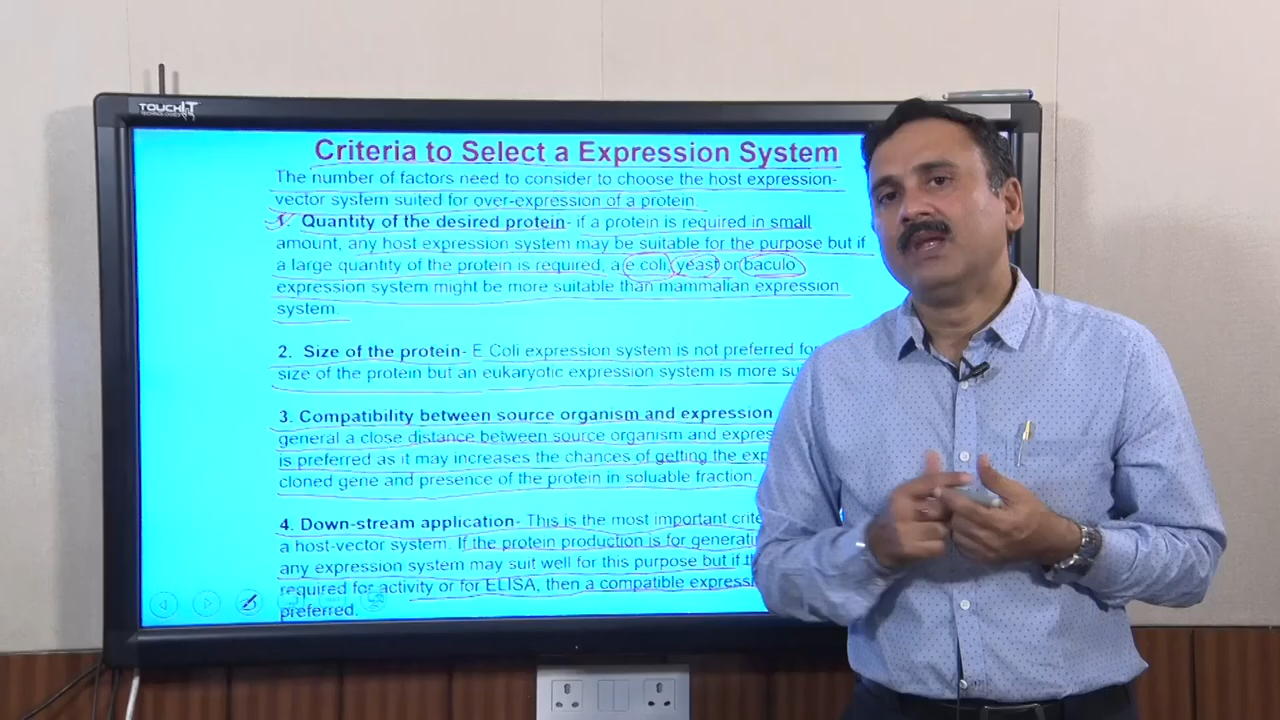 TOUCHIT
TECHNOLOGIES
Criteria to Select a Expression System
The number of factors need to consider to choose the host expression-
vector system suited for over-expression of a protein.
1. Quantity of the desired protein- if a protein is required in small
amount, any host expression system may be suitable for the purpose but if
a large quantity of the protein is required, a e coli, yeast or baculo
expression system might be more suitable than mammalian expression
system.
2. Size of the protein- E Coli expression system is not preferred for
size of the protein but an eukaryotic expression system is more
3. Compatibility between source organism and expression
general a close distance between source organism and
is preferred as it may increases the chances of getting the
cloned gene and presence of the protein in soluable fraction.
4. Down-stream application- This is the most important
a host-vector system. If the protein production is for
any expression system may suit well for this purpose but if
required for activity or for ELISA, then a compatible
preferred.